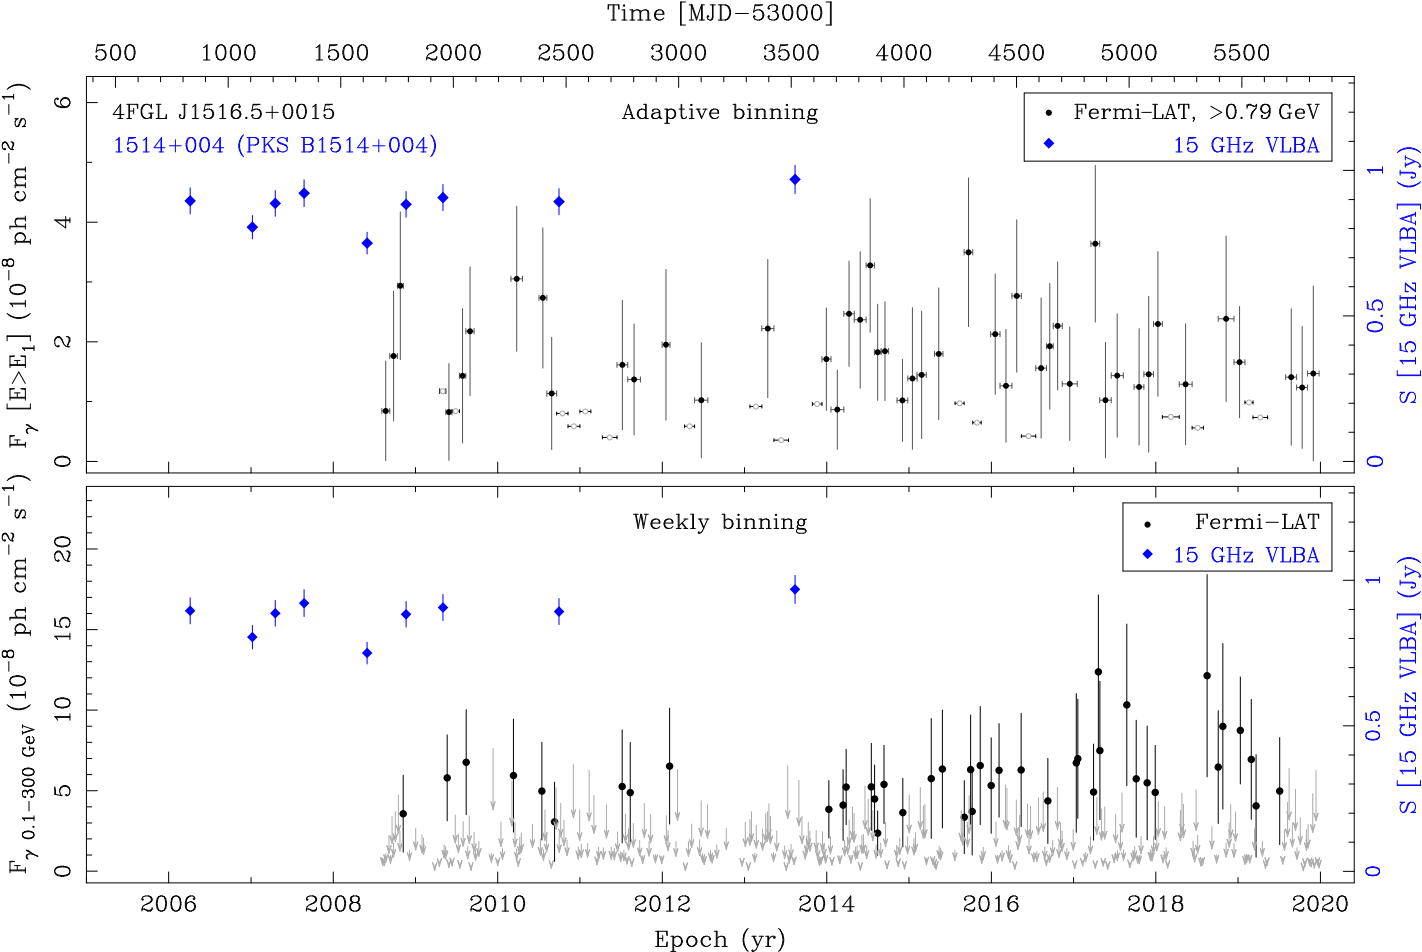 Time [MJD−53000]
500 1000 1500 2000 2500 3000 3500 4000 4500 5000 5500
4FGL J1516.5+0015
1514+004 (PKS B1514+004)
Adaptive binning
Fermi−LAT, >0.79 GeV
15 GHz VLBA
F_γ [E>E_1] (10^−8 ph cm^−2 s^−1)
6
4
2
0
S [15 GHz VLBA] (Jy)
1
0.5
0
Weekly binning
Fermi−LAT
15 GHz VLBA
F_γ 0.1−300 GeV (10^−8 ph cm^−2 s^−1)
20
15
10
5
0
S [15 GHz VLBA] (Jy)
1
0.5
0
2006 2008 2010 2012 2014 2016 2018 2020
Epoch (yr)